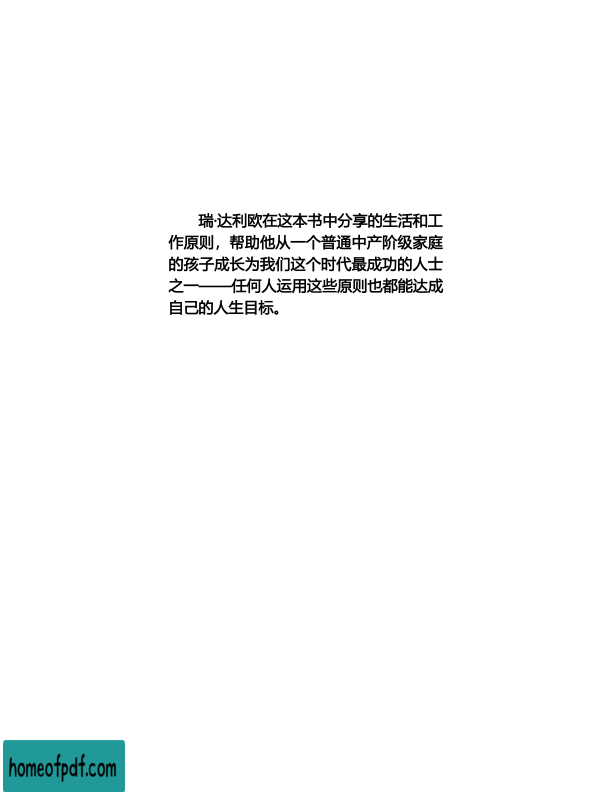 瑞·达利欧在这本书中分享的生活和工
作原则，帮助他从一个普通中产阶级家庭
的孩子成长为我们这个时代最成功的人士
之一——任何人运用这些原则也都能达成
自己的人生目标。
homeofpdf.com